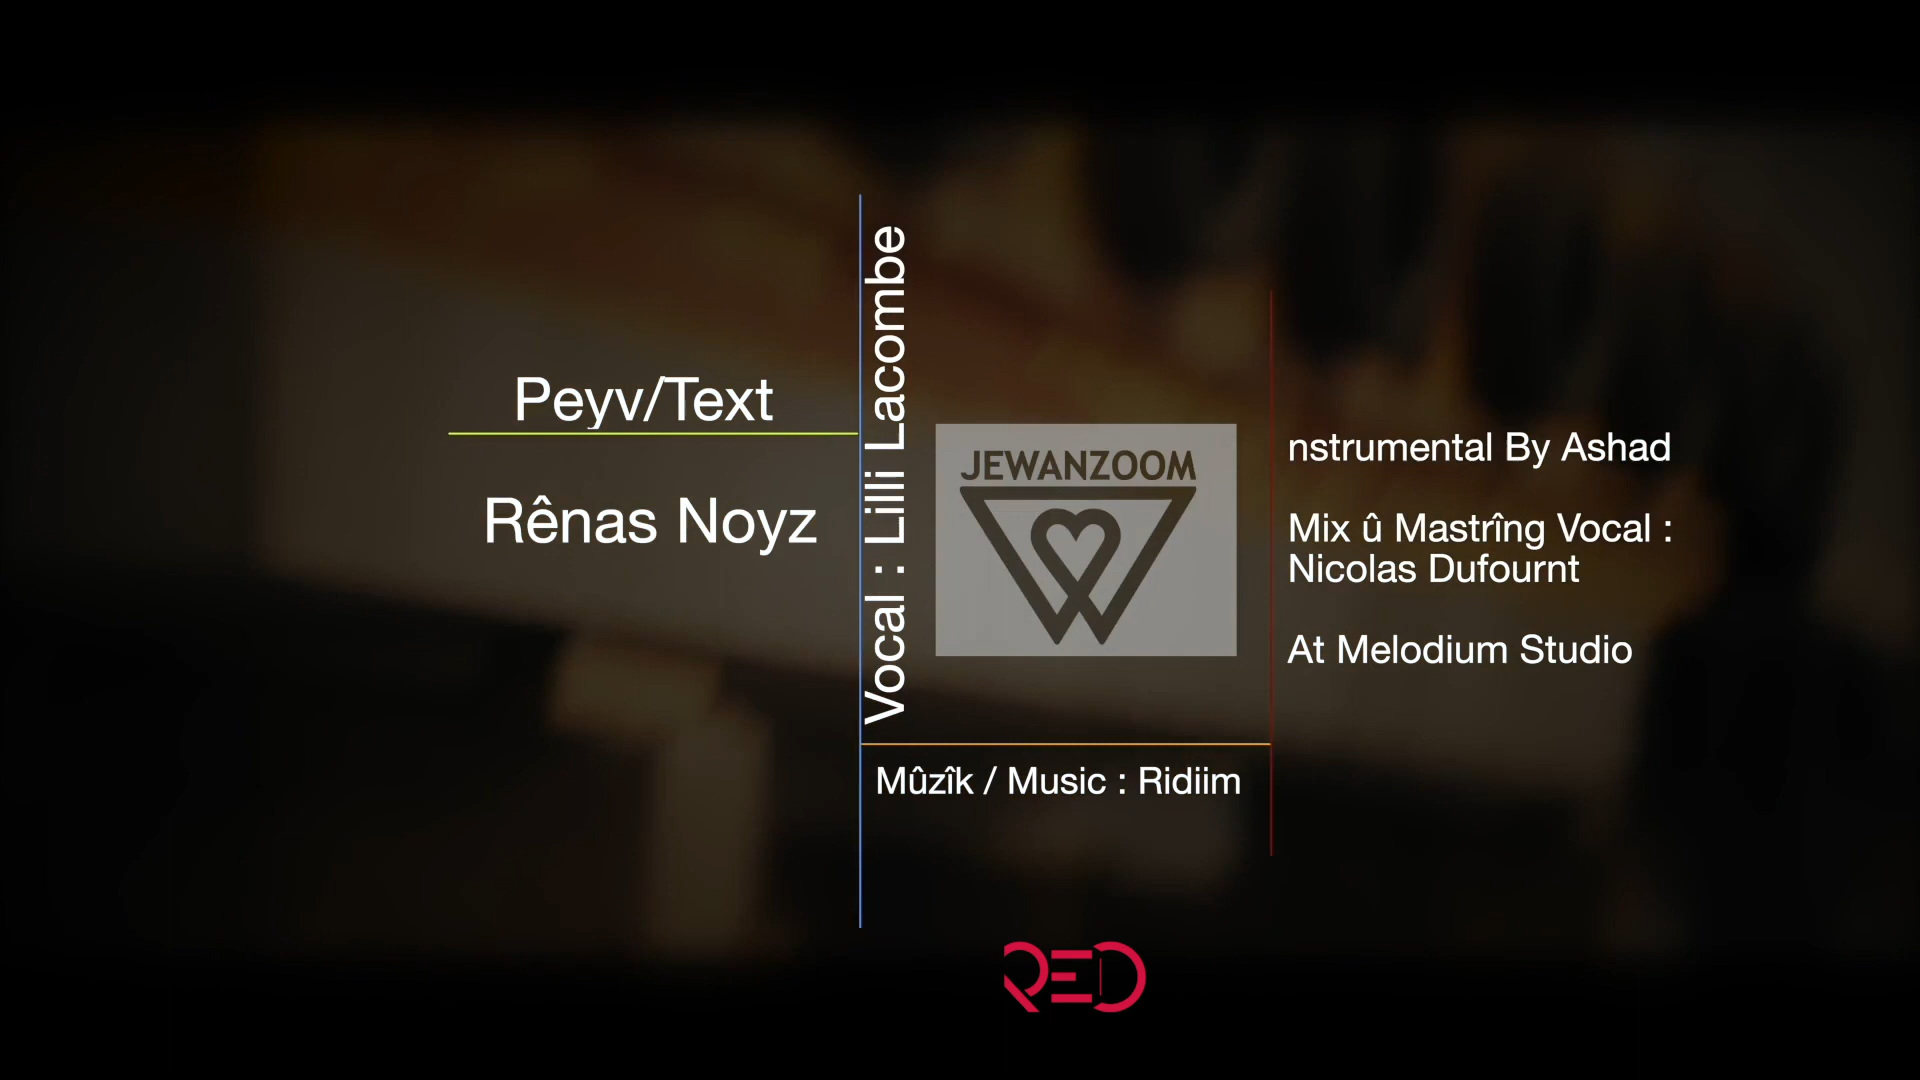 Peyv/Text
Rênas Noyz
Vocal : Lilli Lacombe
JEWANZOOM
Mûzîk / Music : Ridiim
nstrumental By Ashad
Mix û Mastrîng Vocal :
Nicolas Dufournt
At Melodium Studio
RED